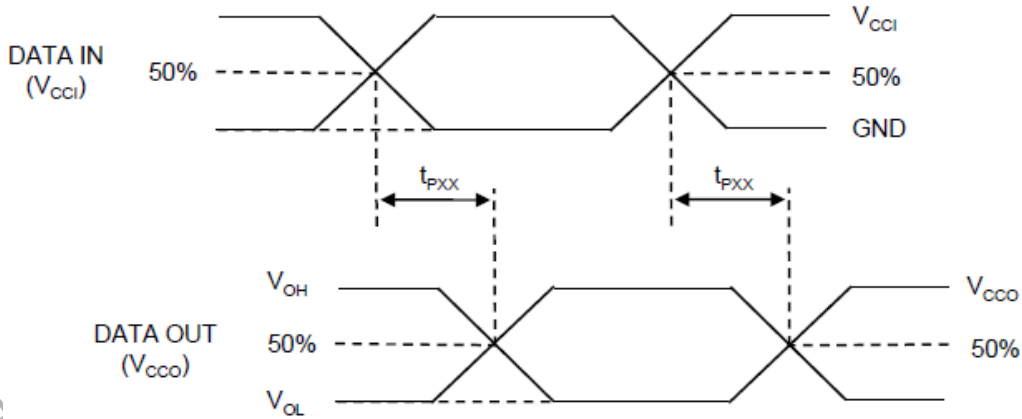 V_CCI
DATA IN
(V_CCI)
50%
50%
GND
t_PXX
t_PXX
V_OH
V_CCO
DATA OUT
(V_CCO)
50%
50%
V_OL